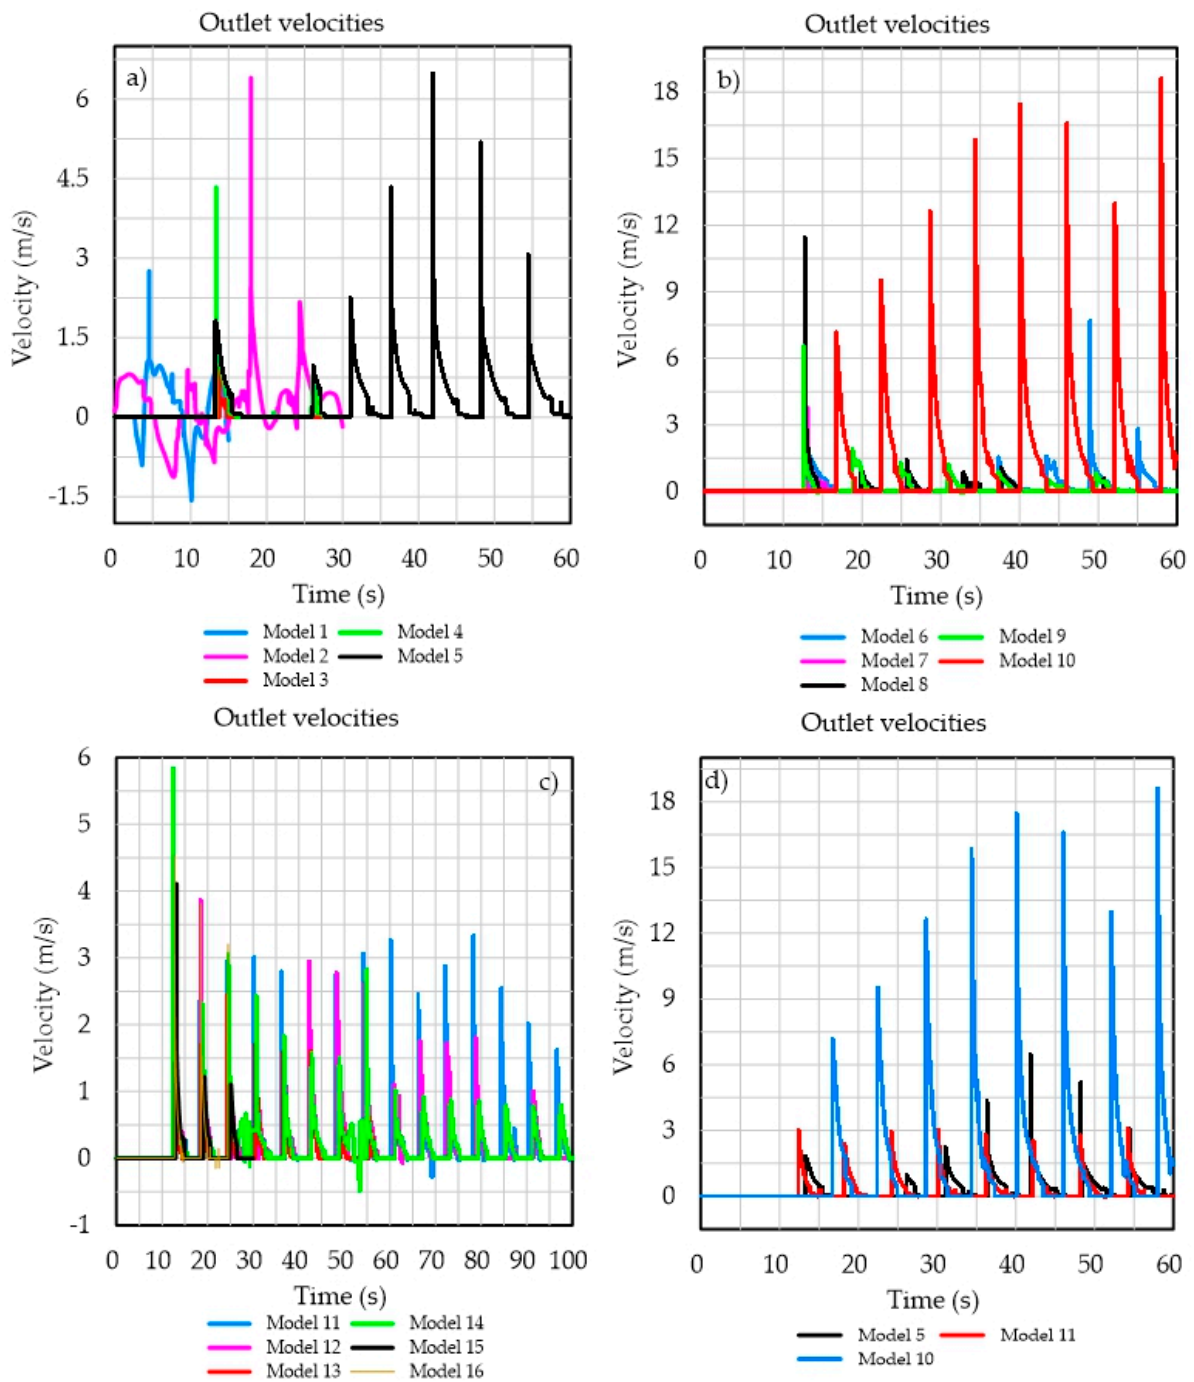 Outlet velocities
a)
Velocity (m/s)
6
4.5
3
1.5
0
-1.5
0 10 20 30 40 50 60
Time (s)
Model 1 Model 4
Model 2 Model 5
Model 3
Outlet velocities
b)
Velocity (m/s)
18
15
12
9
6
3
0
0 10 20 30 40 50 60
Time (s)
Model 6 Model 9
Model 7 Model 10
Model 8
Outlet velocities
c)
Velocity (m/s)
6
5
4
3
2
1
0
-1
0 10 20 30 40 50 60 70 80 90 100
Time (s)
Model 11 Model 14
Model 12 Model 15
Model 13 Model 16
Outlet velocities
d)
Velocity (m/s)
18
15
12
9
6
3
0
0 10 20 30 40 50 60
Time (s)
Model 5 Model 11
Model 10